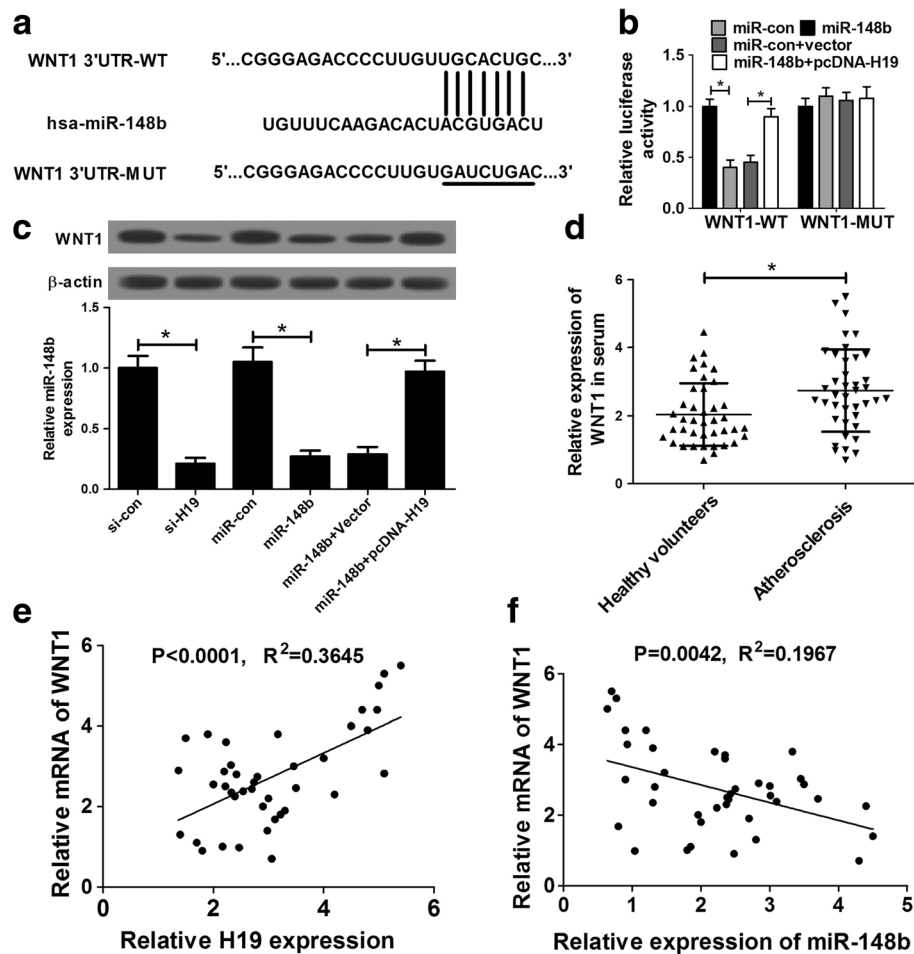 a
WNT1 3'UTR-WT 5'...CGGGAGACCCCUUGUUGCACUGC...3'
hsa-miR-148b UGUUUCAAGACACUACGUGACU
WNT1 3'UTR-MUT 5'...CGGGAGACCCCUUGUGAUCUGAC...3'
b
miR-con miR-148b
miR-con+vector
miR-148b+pcDNA-H19
Relative luciferase
activity
1.5
1.0
0.5
0.0
* *
WNT1-WT WNT1-MUT
c
WNT1
β-actin
Relative miR-148b
expression
1.5
1.0
0.5
0.0
* * *
si-con
si-H19
miR-con
miR-148b
miR-148b+Vector
miR-148b+pcDNA-H19
d
Relative expression of
WNT1 in serum
6
4
2
0
*
Healthy volunteers
Atherosclerosis
e
P<0.0001, R²=0.3645
Relative mRNA of WNT1
6
4
2
0
0 2 4 6
Relative H19 expression
f
P=0.0042, R²=0.1967
Relative mRNA of WNT1
6
4
2
0
0 1 2 3 4 5
Relative expression of miR-148b